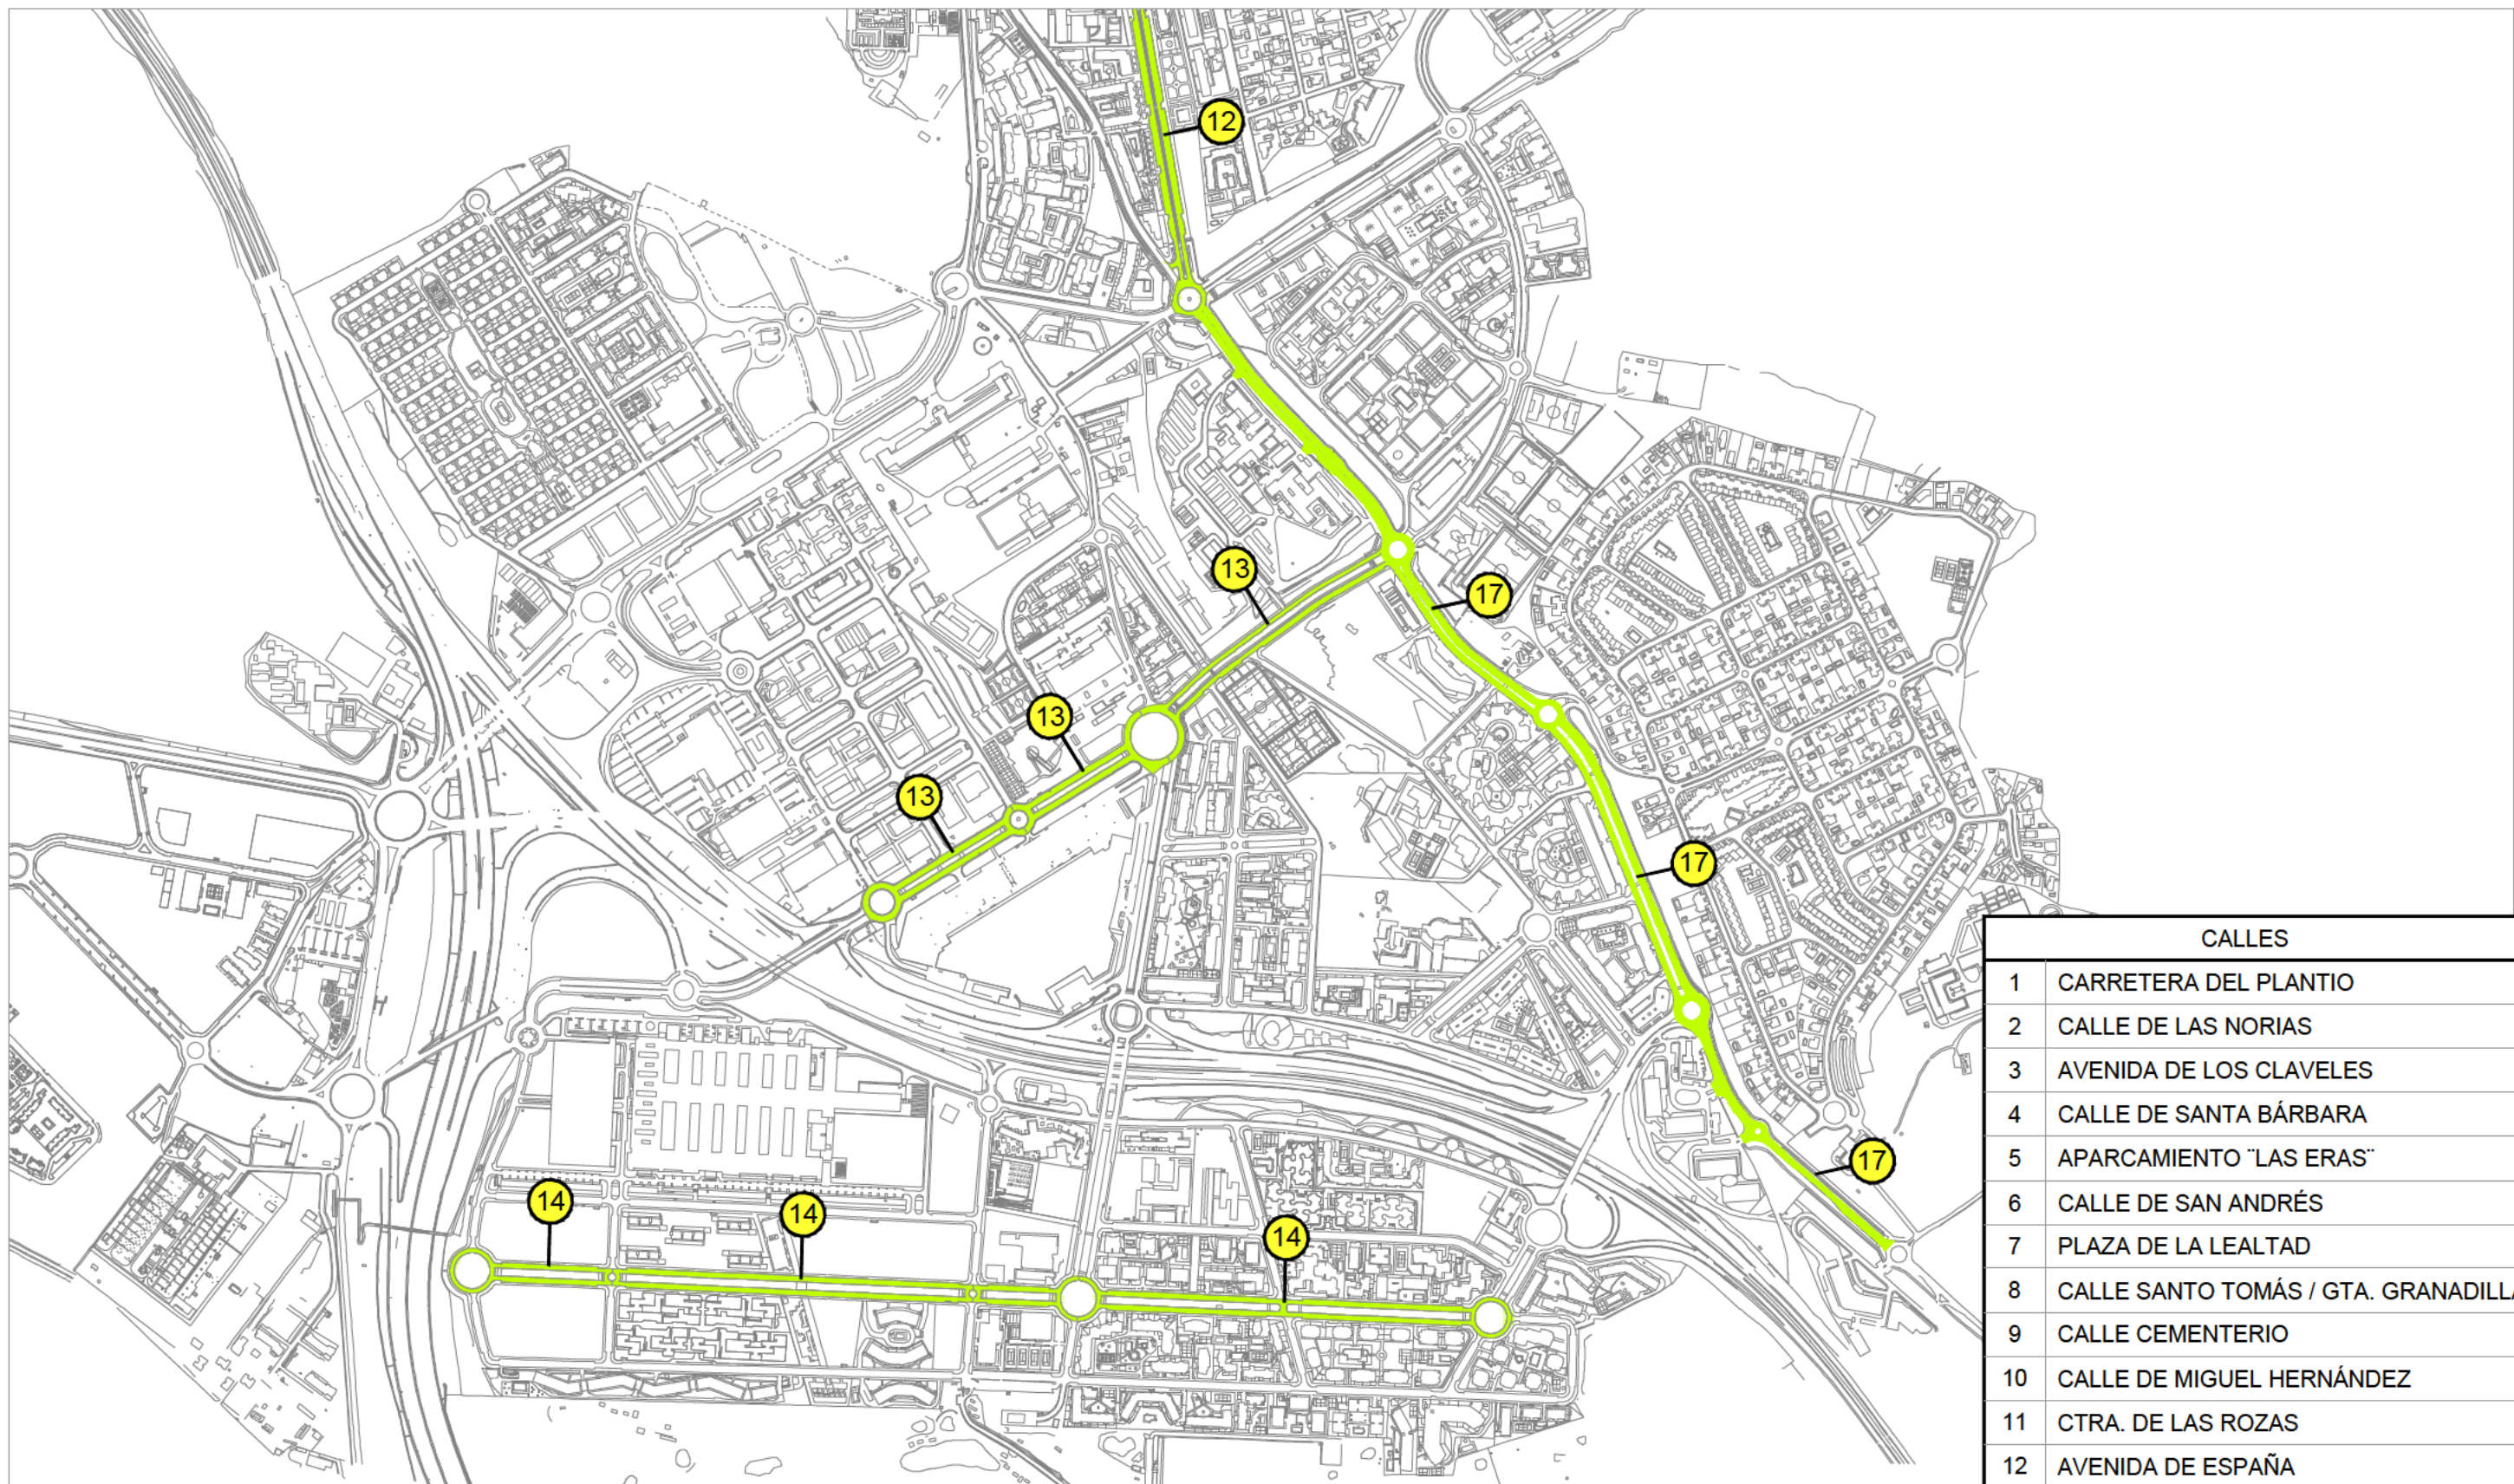 12
13
17
13
13
17
17
14
14
14
CALLES
1 CARRETERA DEL PLANTIO
2 CALLE DE LAS NORIAS
3 AVENIDA DE LOS CLAVELES
4 CALLE DE SANTA BÁRBARA
5 APARCAMIENTO ¨LAS ERAS¨
6 CALLE DE SAN ANDRÉS
7 PLAZA DE LA LEALTAD
8 CALLE SANTO TOMÁS / GTA. GRANADILLA
9 CALLE CEMENTERIO
10 CALLE DE MIGUEL HERNÁNDEZ
11 CTRA. DE LAS ROZAS
12 AVENIDA DE ESPAÑA